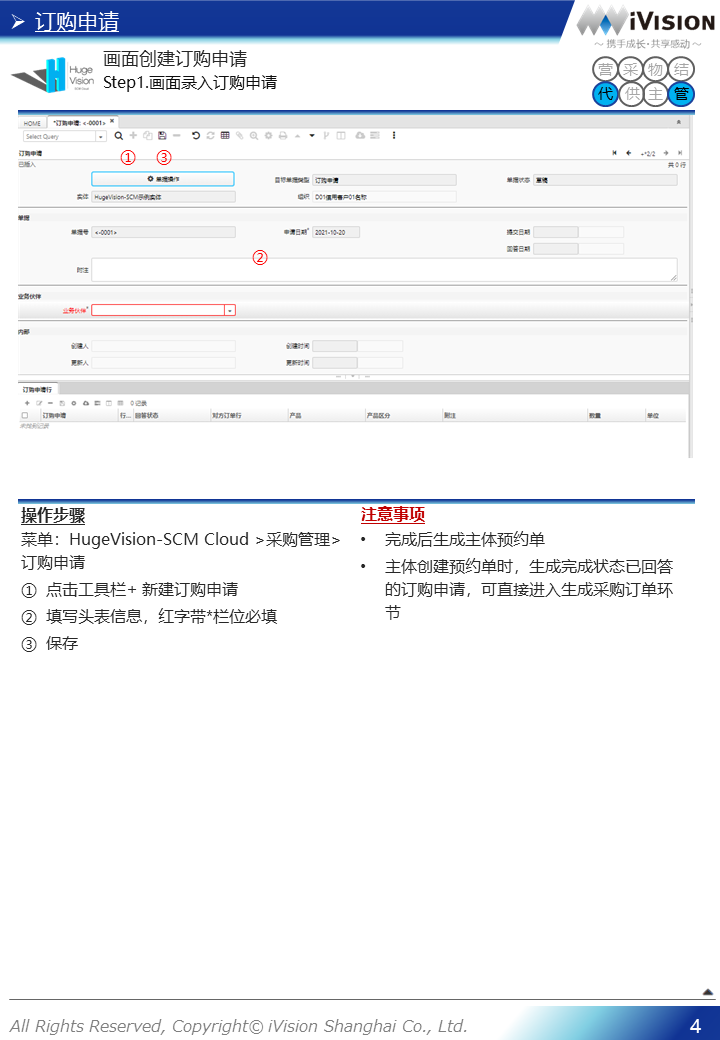 订购申请
iVISION
～ 携手成长·共享感动 ～
Huge Vision
画面创建订购申请
Step1.画面录入订购申请
营 采 物 结
代 供 主 管
HOME *订购申请: <-0001>
Select Query
订购申请 +*2/2
已插入 共 0 行
① ③
单据操作 目标单据类型 订购申请 单据状态 草稿
实体 HugeVision-SCM示例实体 组织 D01信用客户01名称
单据
单据号 <-0001> 申请日期* 2021-10-20 提交日期
回答日期
②
附注
业务伙伴
业务伙伴*
内部
创建人 创建时间
更新人 更新时间
订购申请行
0 记录
订购申请 行... 回答状态 对方订单行 产品 产品区分 附注 数量 单位
未找到记录
操作步骤
菜单：HugeVision-SCM Cloud >采购管理>
订购申请
① 点击工具栏+ 新建订购申请
② 填写头表信息，红字带*栏位必填
③ 保存
注意事项
• 完成后生成主体预约单
• 主体创建预约单时，生成完成状态已回答
的订购申请，可直接进入生成采购订单环
节
All Rights Reserved, Copyright© iVision Shanghai Co., Ltd.
4